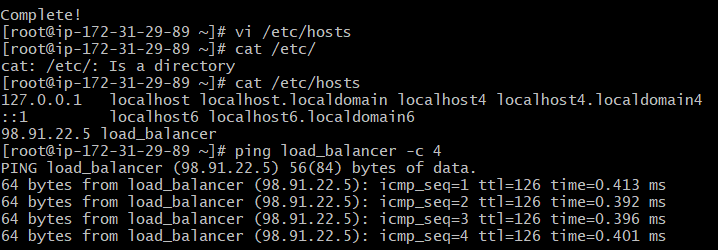 Complete!
[root@ip-172-31-29-89 ~]# vi /etc/hosts
[root@ip-172-31-29-89 ~]# cat /etc/
cat: /etc/: Is a directory
[root@ip-172-31-29-89 ~]# cat /etc/hosts
127.0.0.1   localhost localhost.localdomain localhost4 localhost4.localdomain4
::1         localhost6 localhost6.localdomain6
98.91.22.5 load_balancer
[root@ip-172-31-29-89 ~]# ping load_balancer -c 4
PING load_balancer (98.91.22.5) 56(84) bytes of data.
64 bytes from load_balancer (98.91.22.5): icmp_seq=1 ttl=126 time=0.413 ms
64 bytes from load_balancer (98.91.22.5): icmp_seq=2 ttl=126 time=0.392 ms
64 bytes from load_balancer (98.91.22.5): icmp_seq=3 ttl=126 time=0.396 ms
64 bytes from load_balancer (98.91.22.5): icmp_seq=4 ttl=126 time=0.401 ms